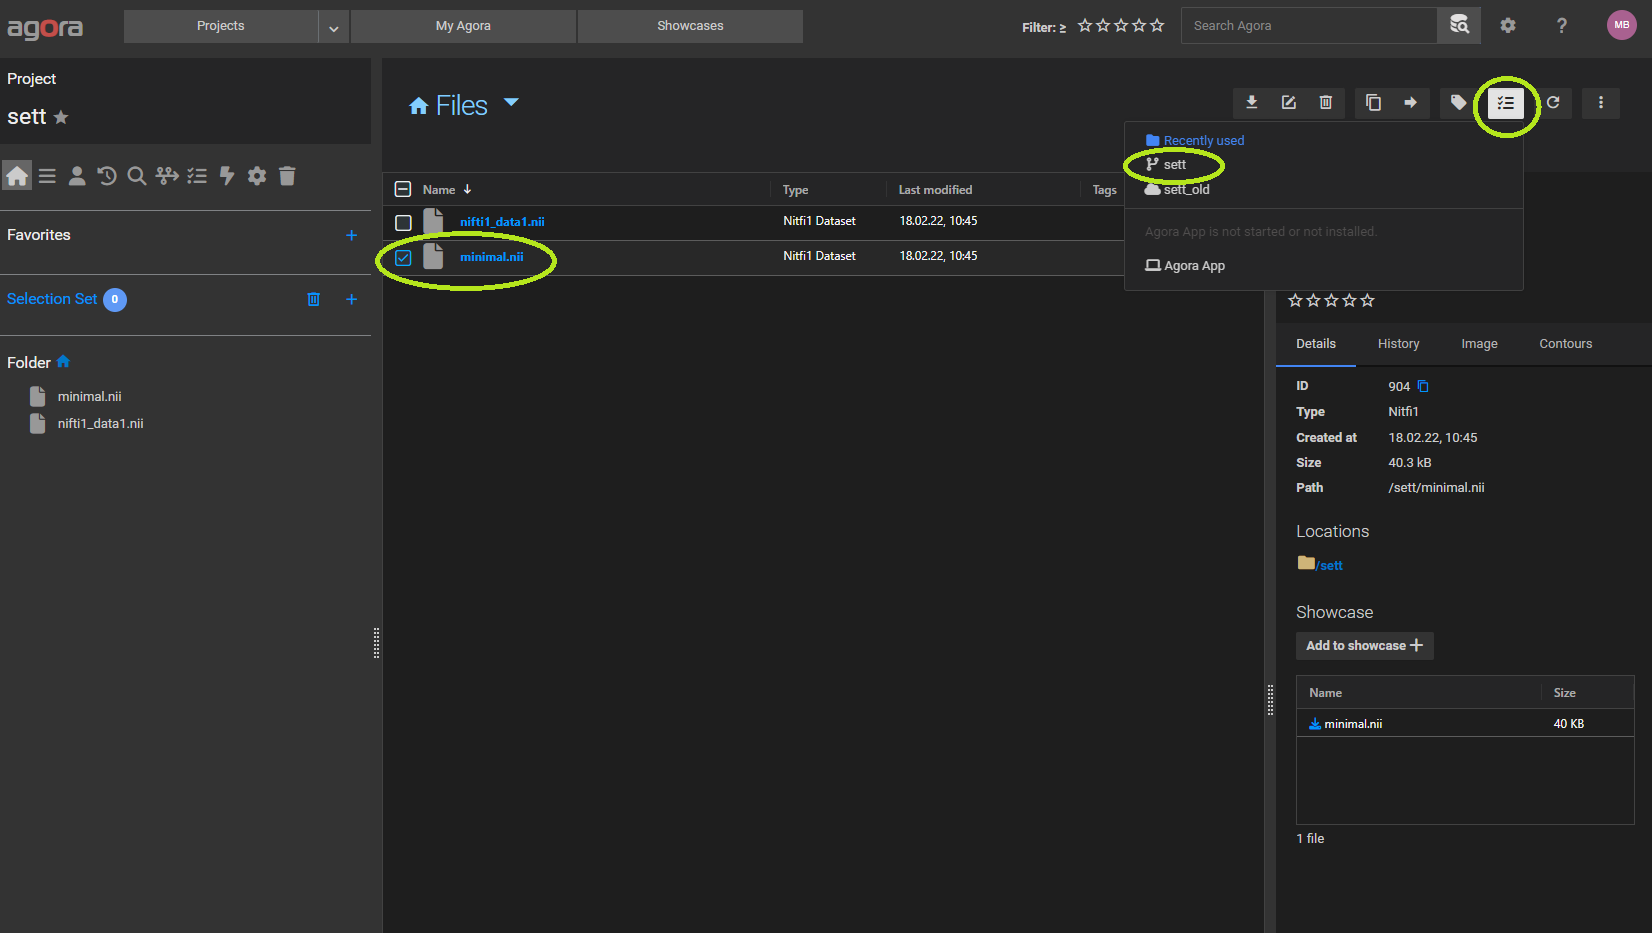 agora
Projects
My Agora
Showcases
Filter: ≥
Search Agora
?
MB
Project
sett
Favorites
+
Selection Set 0
+
Folder
minimal.nii
nifti1_data1.nii
Files
Recently used
sett
sett_old
Agora App is not started or not installed.
Agora App
Name ↓ Type Last modified Tags
nifti1_data1.nii Nitfi1 Dataset 18.02.22, 10:45
minimal.nii Nitfi1 Dataset 18.02.22, 10:45
Details History Image Contours
ID 904
Type Nitfi1
Created at 18.02.22, 10:45
Size 40.3 kB
Path /sett/minimal.nii
Locations
/sett
Showcase
Add to showcase +
Name Size
minimal.nii 40 KB
1 file